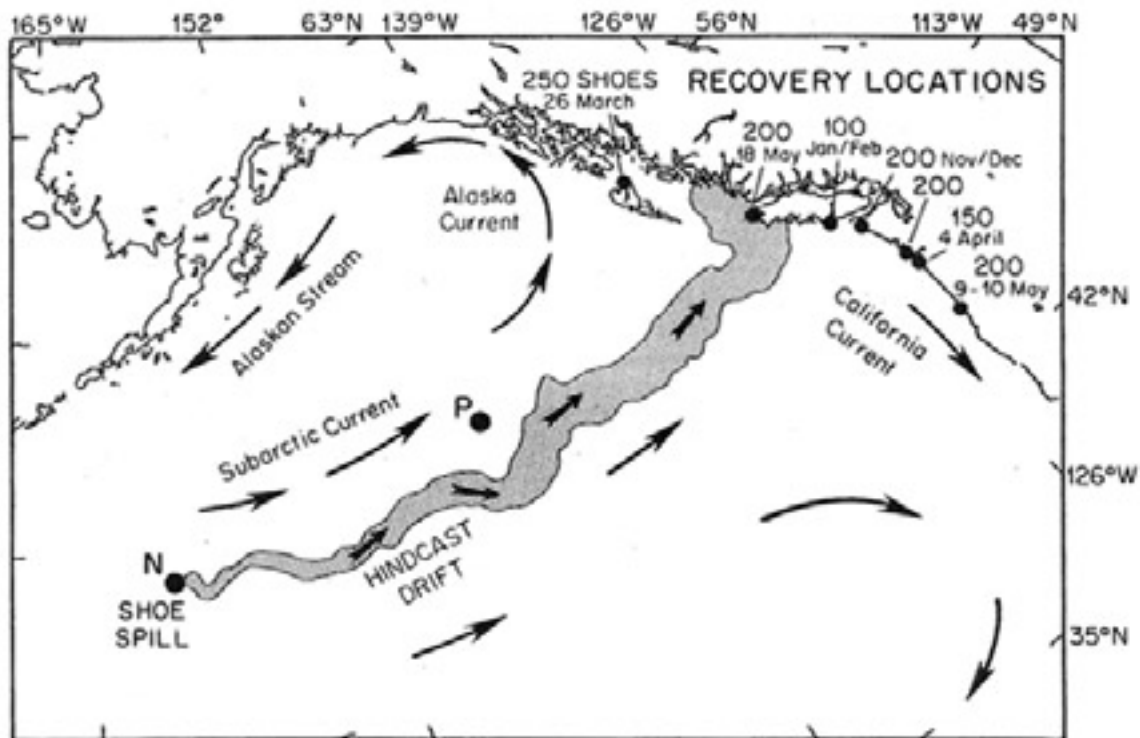 165°W 152° 63°N 139°W 126°W 56°N 113°W 49°N
250 SHOES
26 March
RECOVERY LOCATIONS
200
18 May
100
Jan/Feb
200 Nov/Dec
200
150
4 April
200
9-10 May
Alaska
Current
Alaskan Stream
California
Current
42°N
P
Subarctic Current
126°W
N
SHOE
SPILL
HINDCAST
DRIFT
35°N